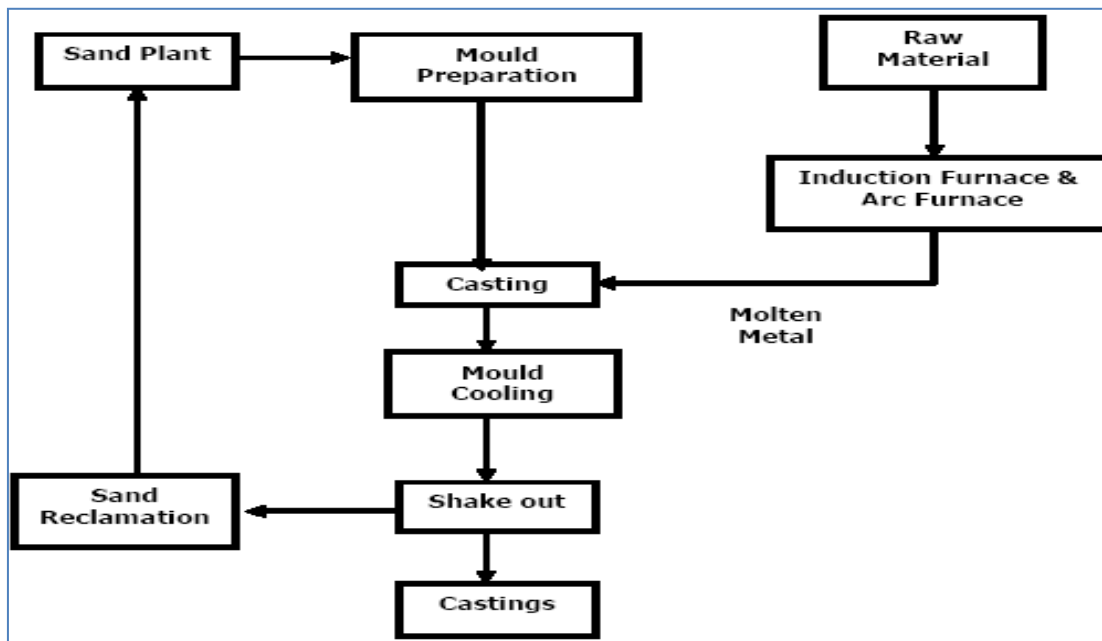 Sand Plant
Mould
Preparation
Raw
Material
Induction Furnace &
Arc Furnace
Casting
Molten
Metal
Mould
Cooling
Sand
Reclamation
Shake out
Castings